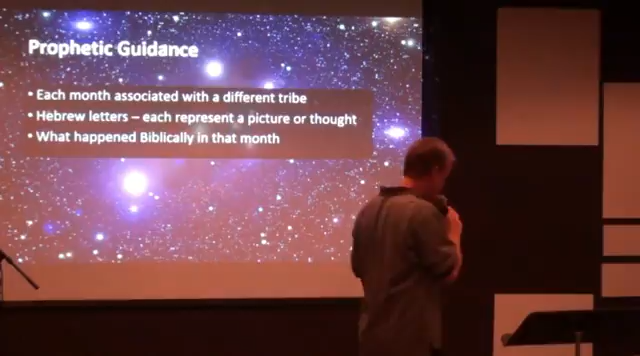 Prophetic Guidance
• Each month associated with a different tribe
• Hebrew letters – each represent a picture or thought
• What happened Biblically in that month